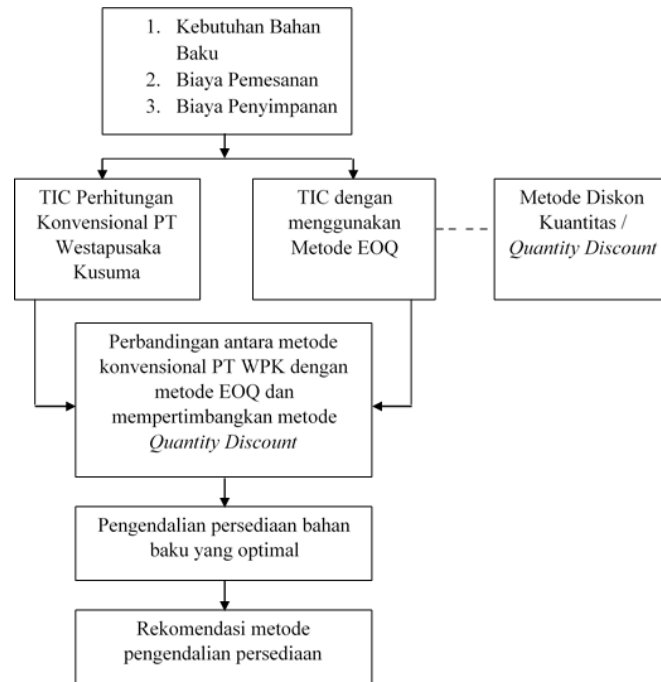 1. Kebutuhan Bahan
Baku
2. Biaya Pemesanan
3. Biaya Penyimpanan
TIC Perhitungan
Konvensional PT
Westapusaka
Kusuma
TIC dengan
menggunakan
Metode EOQ
Metode Diskon
Kuantitas /
Quantity Discount
Perbandingan antara metode
konvensional PT WPK dengan
metode EOQ dan
mempertimbangkan metode
Quantity Discount
Pengendalian persediaan bahan
baku yang optimal
Rekomendasi metode
pengendalian persediaan